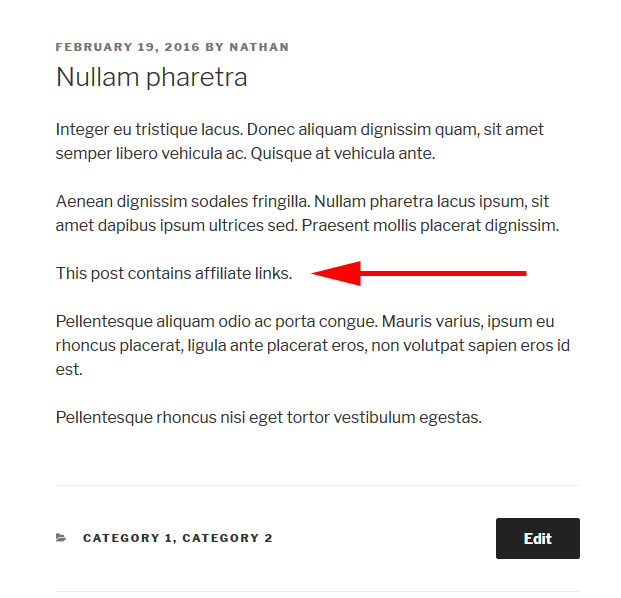 FEBRUARY 19, 2016 BY NATHAN
Nullam pharetra
Integer eu tristique lacus. Donec aliquam dignissim quam, sit amet
semper libero vehicula ac. Quisque at vehicula ante.
Aenean dignissim sodales fringilla. Nullam pharetra lacus ipsum, sit
amet dapibus ipsum ultrices sed. Praesent mollis placerat dignissim.
This post contains affiliate links.
Pellentesque aliquam odio ac porta congue. Mauris varius, ipsum eu
rhoncus placerat, ligula ante placerat eros, non volutpat sapien eros id
est.
Pellentesque rhoncus nisi eget tortor vestibulum egestas.
CATEGORY 1, CATEGORY 2
Edit